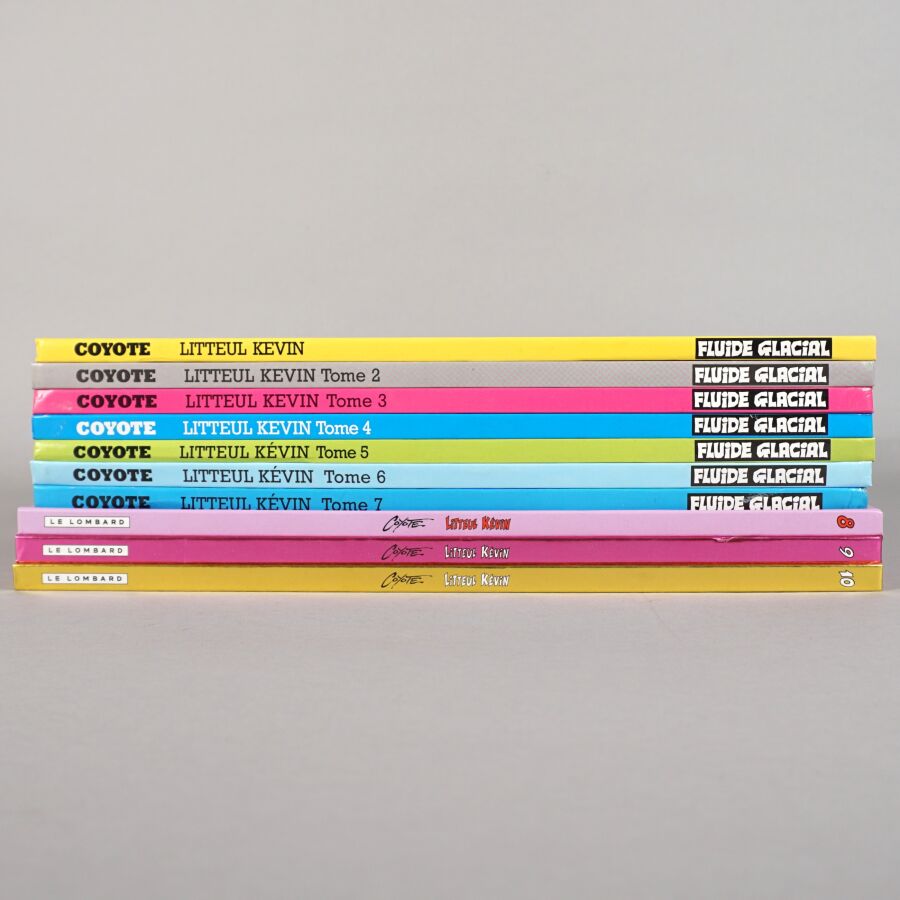 COYOTE LITTEUL KEVIN FLUIDE GLACIAL
COYOTE LITTEUL KEVIN Tome 2 FLUIDE GLACIAL
COYOTE LITTEUL KEVIN Tome 3 FLUIDE GLACIAL
COYOTE LITTEUL KEVIN Tome 4 FLUIDE GLACIAL
COYOTE LITTEUL KÉVIN Tome 5 FLUIDE GLACIAL
COYOTE LITTEUL KÉVIN Tome 6 FLUIDE GLACIAL
COYOTE LITTEUL KÉVIN Tome 7 FLUIDE GLACIAL
LE LOMBARD COYOTE LITTEUL KÉVIN 8
LE LOMBARD COYOTE LITTEUL KÉVIN 9
LE LOMBARD COYOTE LITTEUL KÉVIN 10